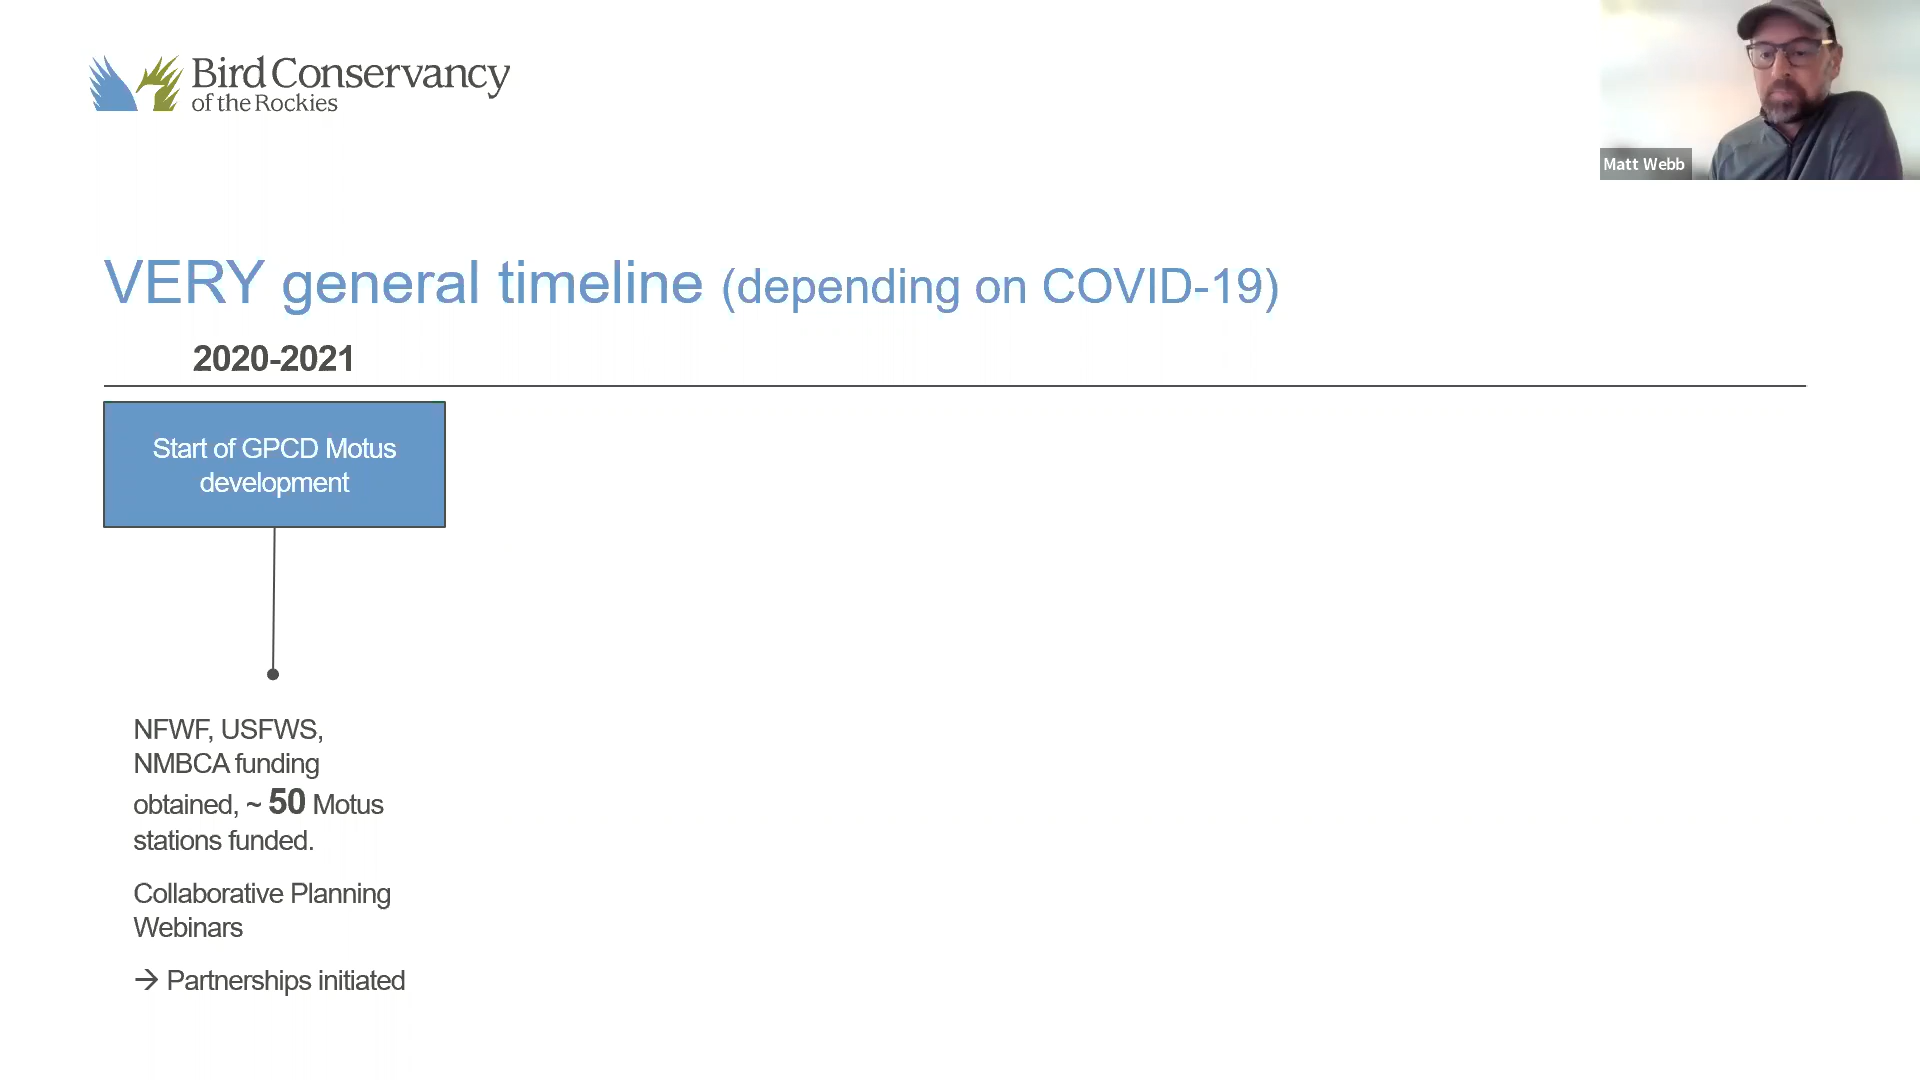 Bird Conservancy
of the Rockies
Matt Webb
VERY general timeline (depending on COVID-19)
2020-2021
Start of GPCD Motus
development
NFWF, USFWS,
NMBCA funding
obtained, ~ 50 Motus
stations funded.
Collaborative Planning
Webinars
→ Partnerships initiated